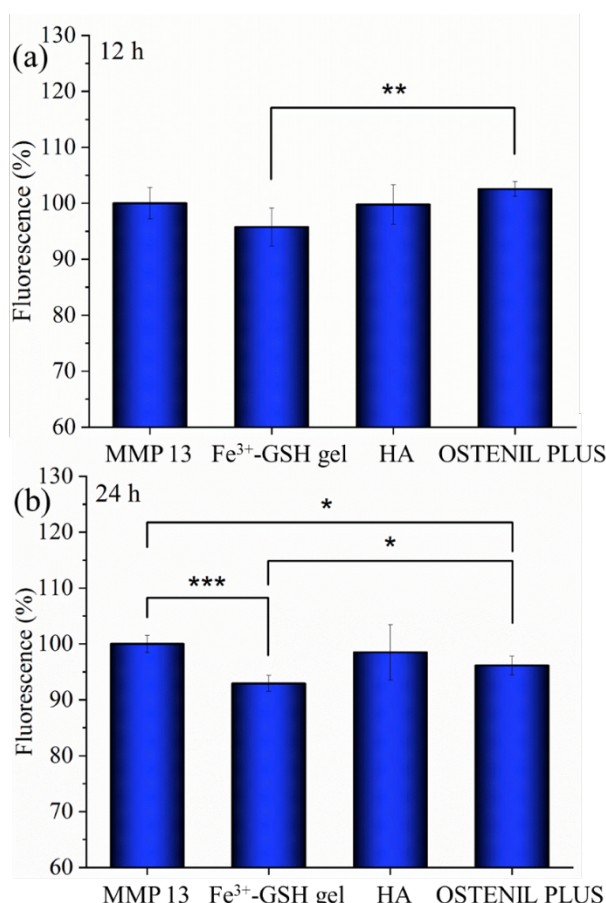 (a)
12 h
130
120
110
100
90
80
70
60
Fluorescence (%)
**
MMP 13 Fe³⁺-GSH gel HA OSTENIL PLUS
(b)
24 h
130
120
110
100
90
80
70
60
Fluorescence (%)
*
*
***
MMP 13 Fe³⁺-GSH gel HA OSTENIL PLUS